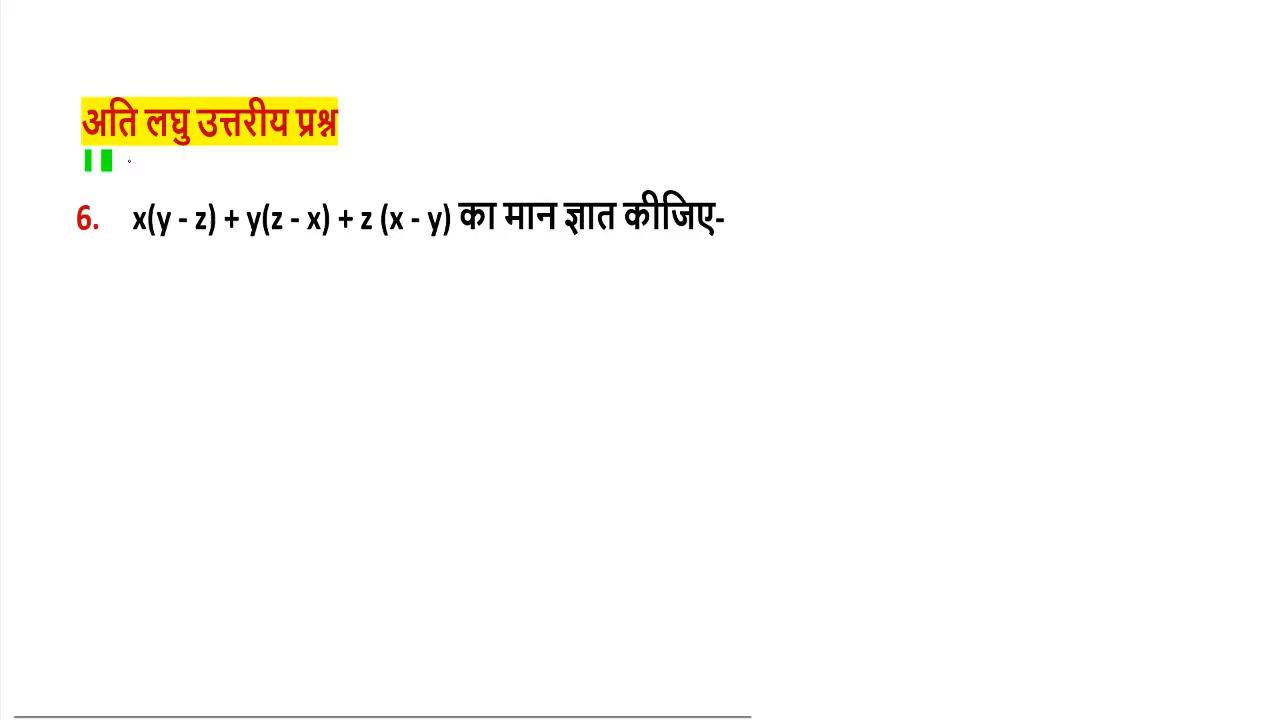 अति लघु उत्तरीय प्रश्न
6. x(y - z) + y(z - x) + z (x - y) का मान ज्ञात कीजिए-